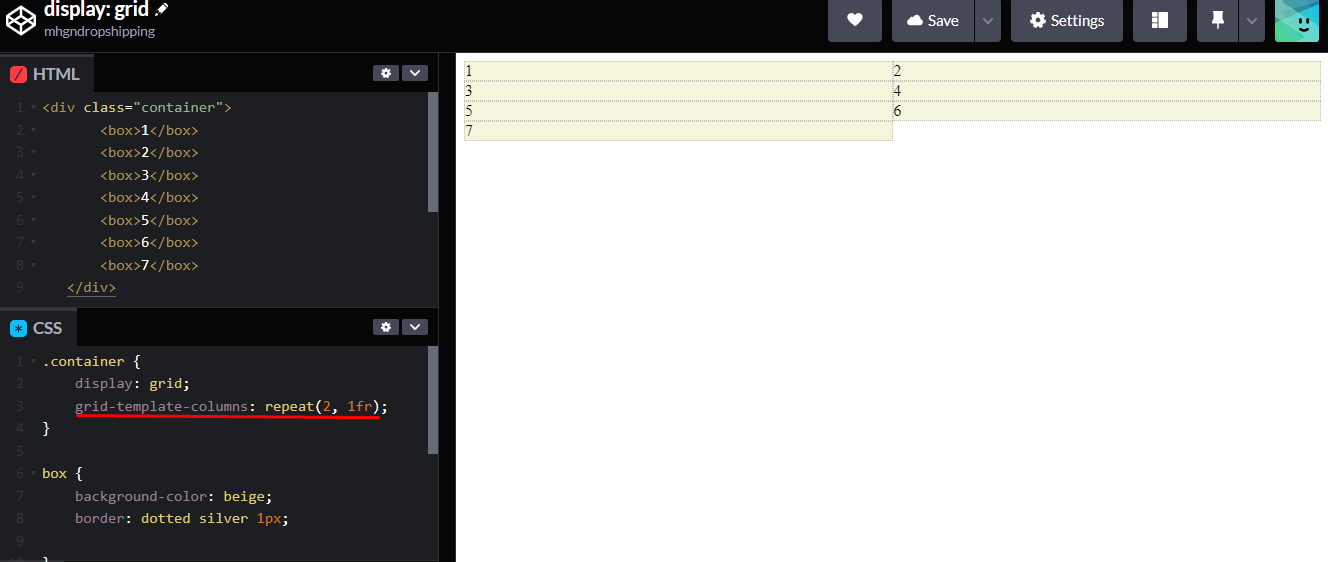 display: grid
mhgndropshipping
Save
Settings
HTML
1 <div class="container">
2 <box>1</box>
3 <box>2</box>
4 <box>3</box>
5 <box>4</box>
6 <box>5</box>
7 <box>6</box>
8 <box>7</box>
9 </div>
CSS
1 .container {
2 display: grid;
3 grid-template-columns: repeat(2, 1fr);
4 }
5
6 box {
7 background-color: beige;
8 border: dotted silver 1px;
9
1 2
3 4
5 6
7